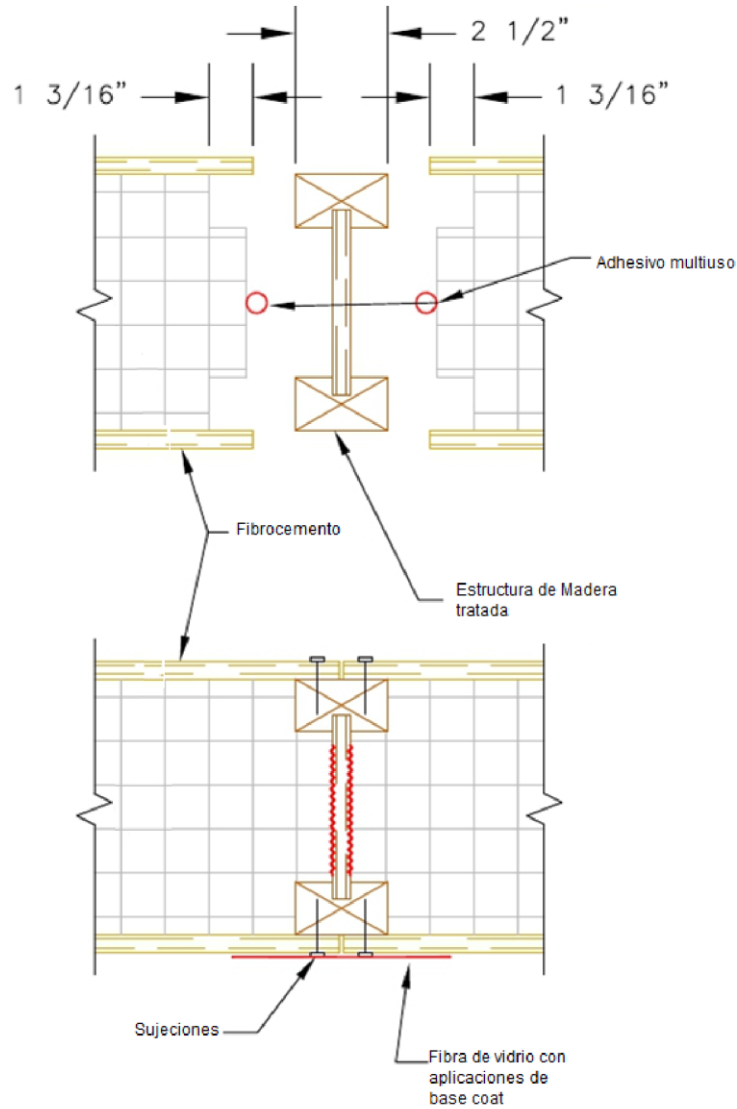 2 1/2”
1 3/16”
1 3/16”
Adhesivo multiuso
Fibrocemento
Estructura de Madera
tratada
Sujeciones
Fibra de vidrio con
aplicaciones de
base coat